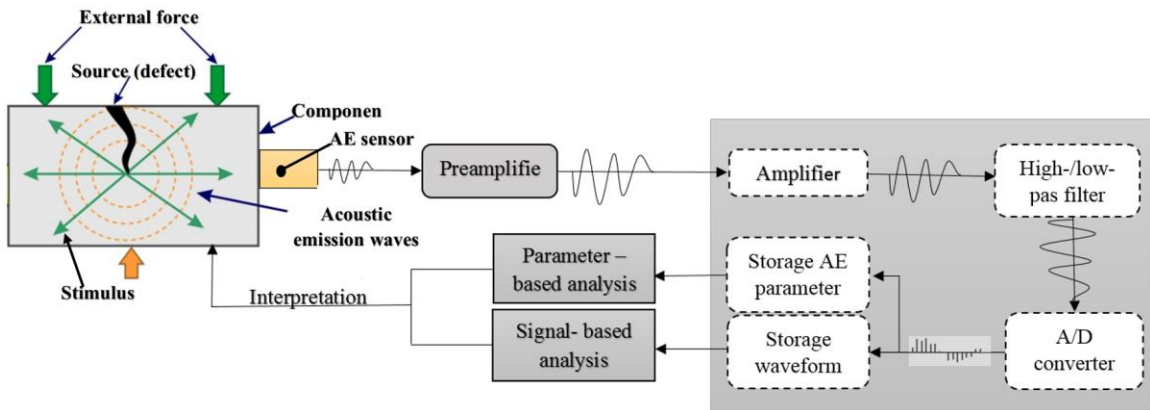 External force
Source (defect)
Componen
AE sensor
Acoustic
emission waves
Stimulus
Preamplifie
Amplifier
High-/low-
pas filter
A/D
converter
Storage AE
parameter
Storage
waveform
Parameter –
based analysis
Signal- based
analysis
Interpretation